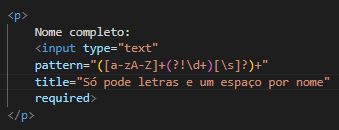 <p>
Nome completo:
<input type="text"
pattern="([a-zA-Z]+(?!\d+)[\s]?)+"
title="Só pode letras e um espaço por nome"
required>
</p>